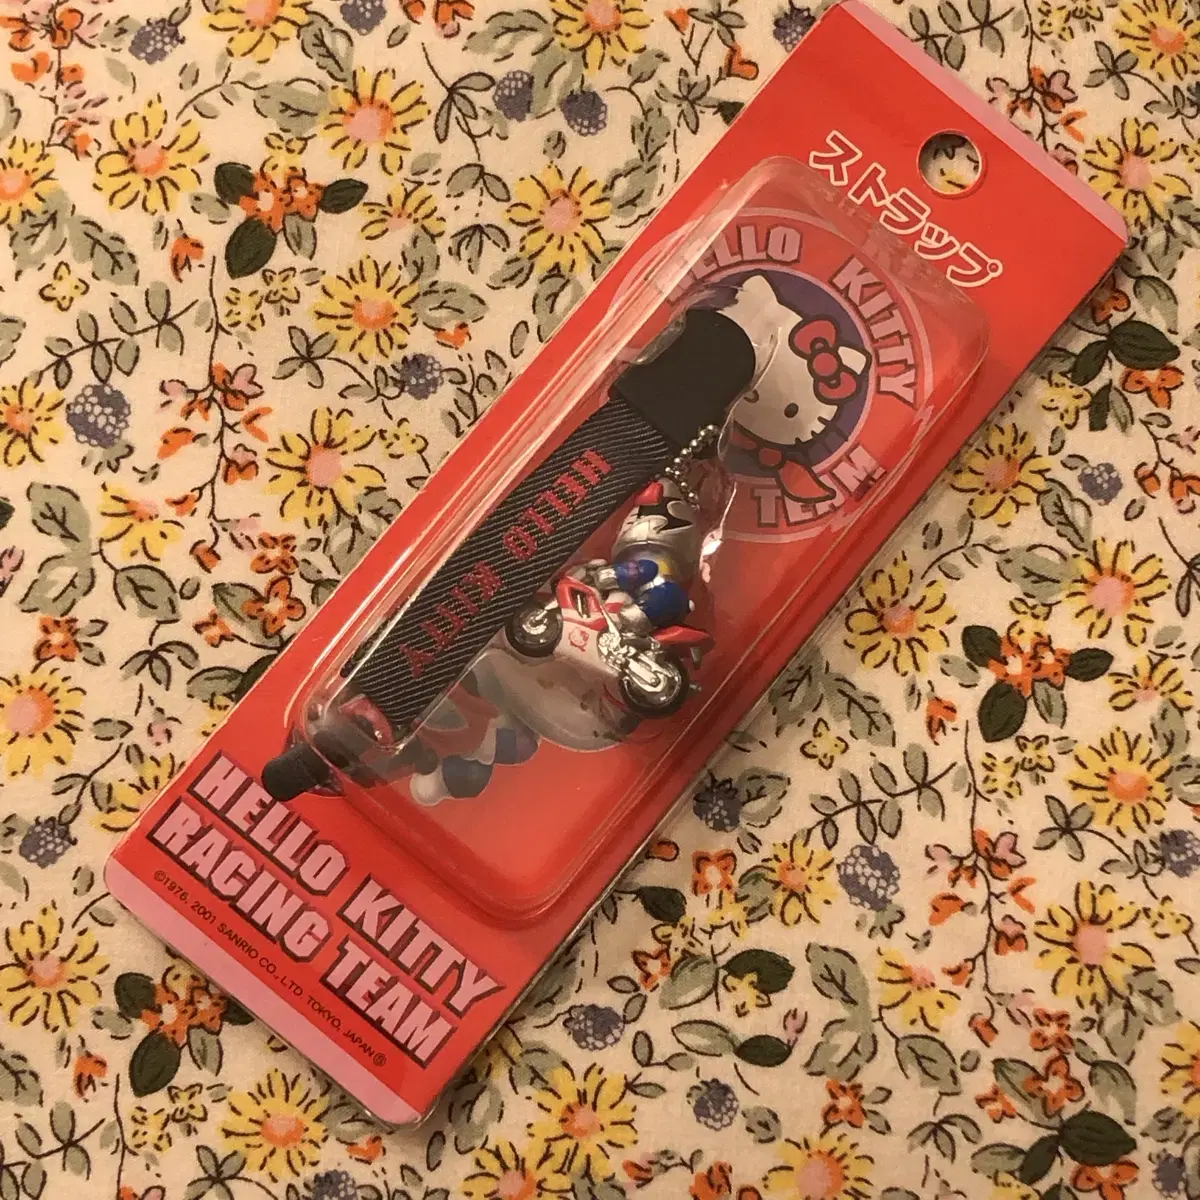 ストラップ
HELLO KITTY
TEAM
HELLO KITTY
HELLO KITTY
RACING TEAM
©1976, 2001 SANRIO CO., LTD. TOKYO, JAPAN Ⓢ